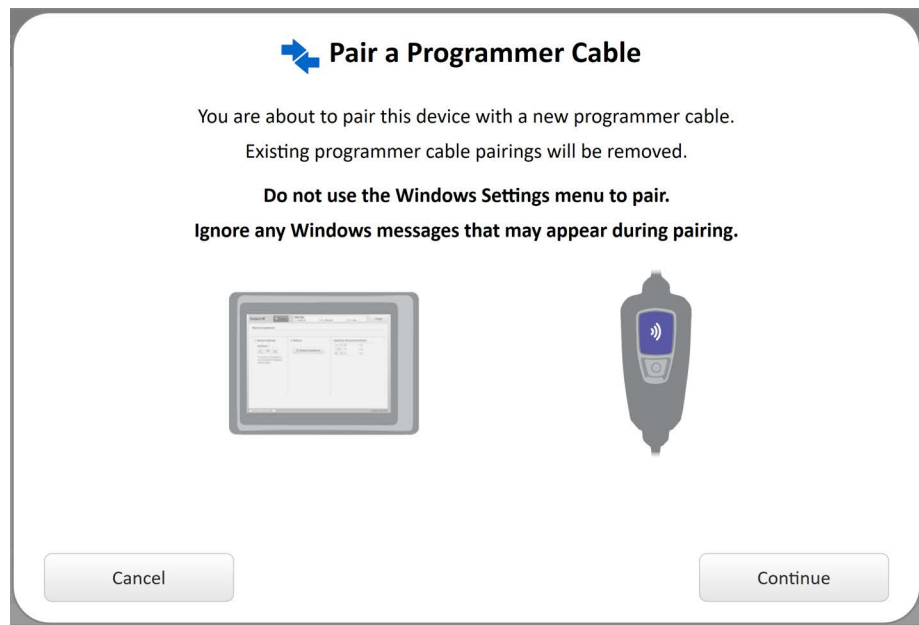 Pair a Programmer Cable
You are about to pair this device with a new programmer cable.
Existing programmer cable pairings will be removed.
Do not use the Windows Settings menu to pair.
Ignore any Windows messages that may appear during pairing.
Cancel
Continue